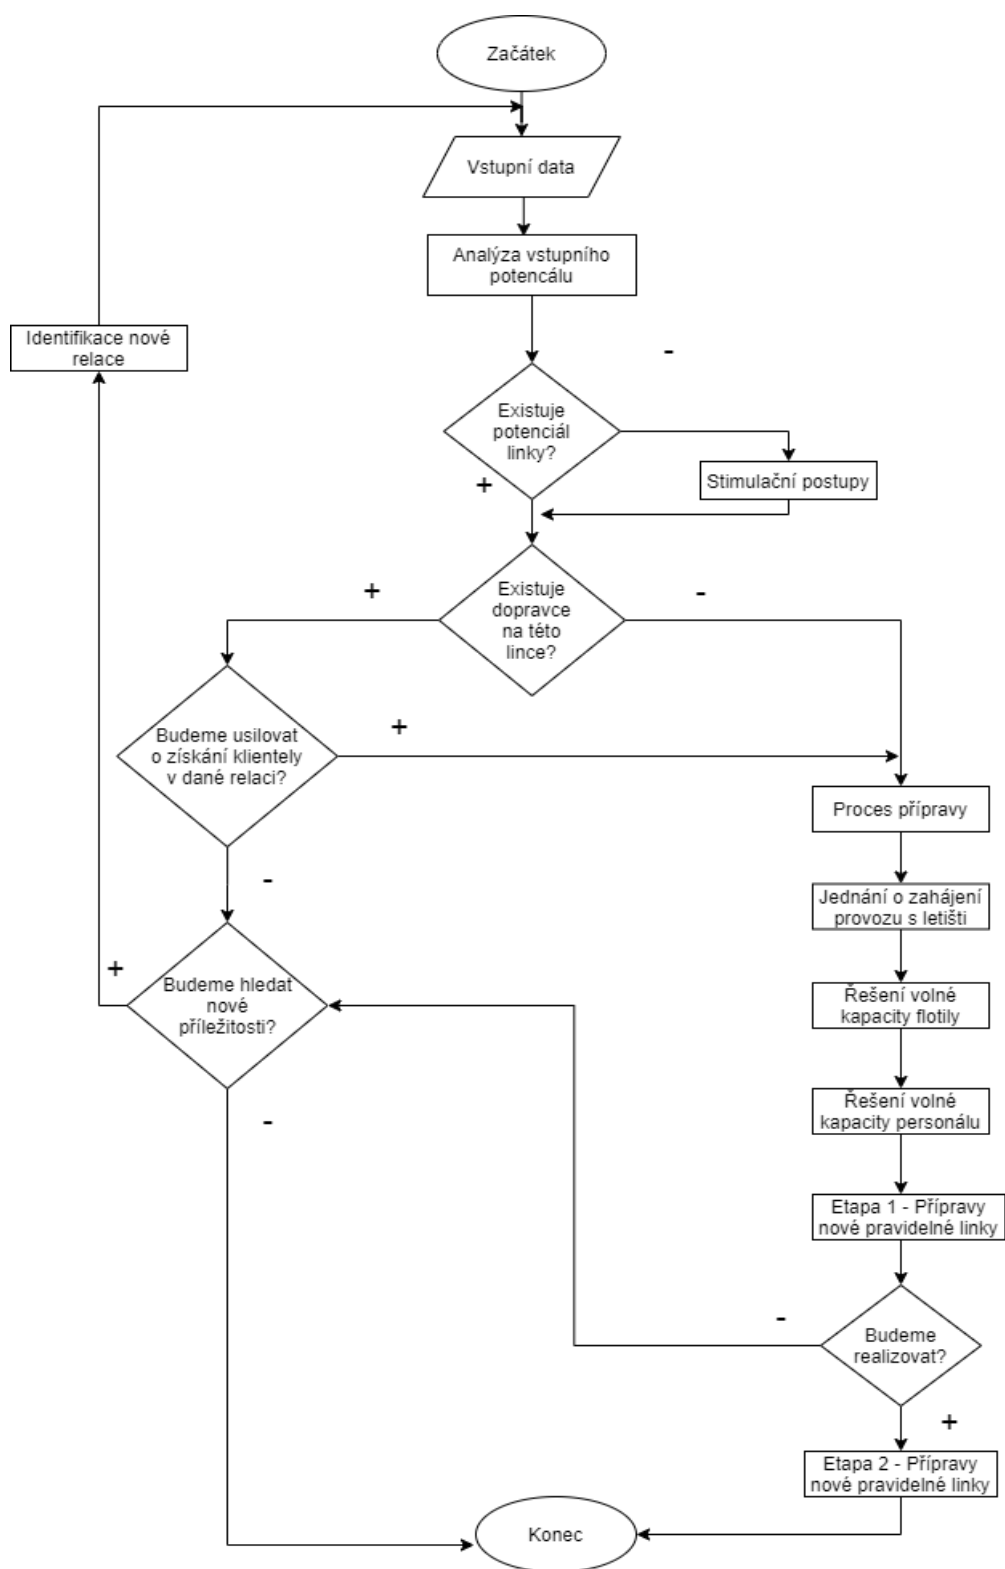 Začátek
Vstupní data
Analýza vstupního
potencálu
Identifikace nové
relace
-
Existuje
potenciál
linky?
+
Stimulační postupy
+
Existuje
dopravce
na této
lince?
-
Budeme usilovat
o získání klientely
v dané relaci?
+
-
Proces přípravy
Jednání o zahájení
provozu s letišti
+
Budeme hledat
nové
příležitosti?
-
Řešení volné
kapacity flotily
Řešení volné
kapacity personálu
Etapa 1 - Přípravy
nové pravidelné linky
-
Budeme
realizovat?
+
Etapa 2 - Přípravy
nové pravidelné linky
Konec